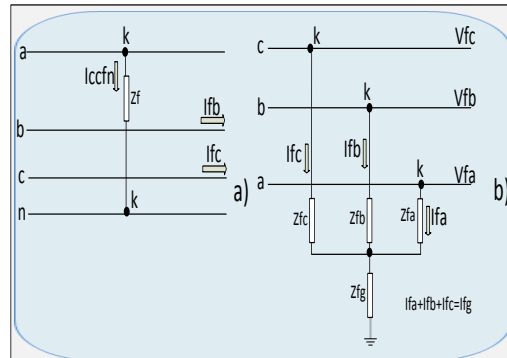 a
k
Iccfn
Zf
Ifb
b
Ifc
c
a)
n
k
c
k
Vfc
b
k
Vfb
Ifc
Ifb
a
k
Vfa
b)
Zfc
Zfb
Zfa
Ifa
Zfg
Ifa+Ifb+Ifc=Ifg